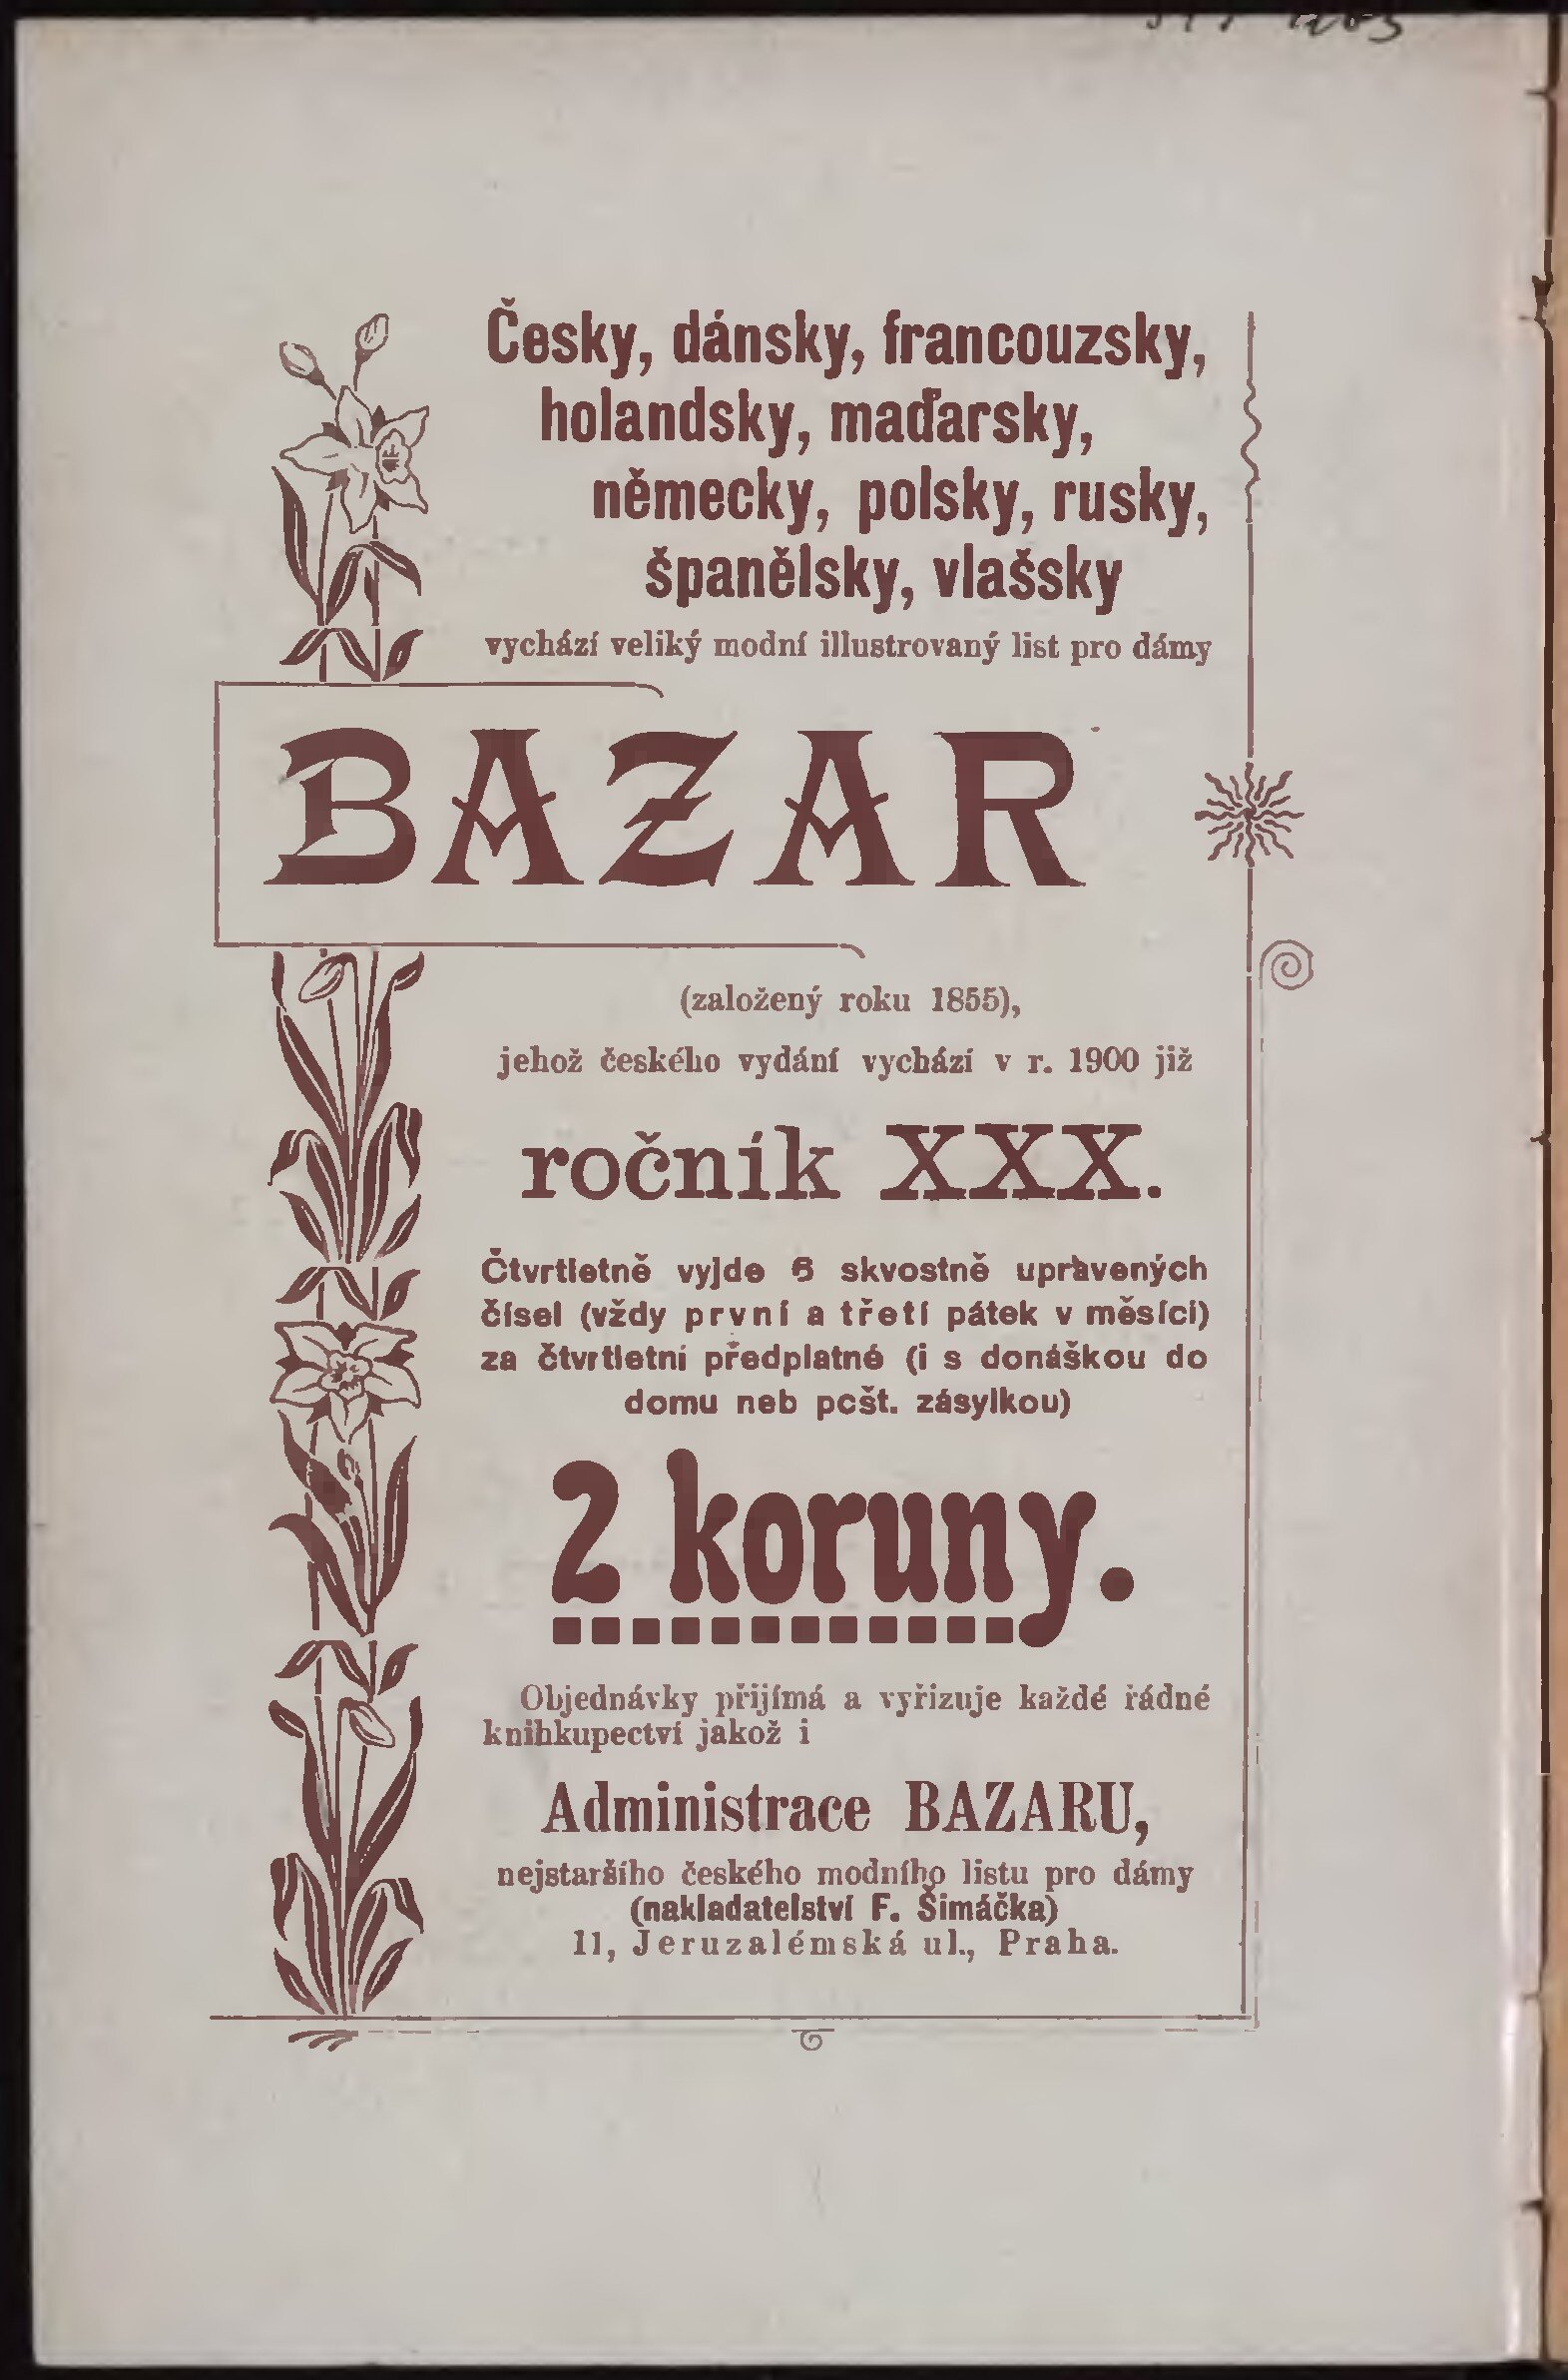 Česky, dánsky, francouzsky,
holandsky, maďarsky,
německy, polsky, rusky,
španělsky, vlašsky
vychází veliký modní illustrovaný list pro dámy
BAZAR
(založený roku 1855),
jehož českého vydání vychází v r. 1900 již
ročník XXX.
Čtvrtletně vyjde 6 skvostně upravených
čísel (vždy první a třetí pátek v měsíci)
za čtvrtletní předplatné (i s donáškou do
domu neb pošt. zásylkou)
2 koruny.
Objednávky přijímá a vyřizuje každé řádné
knihkupectví jakož i
Administrace BAZARU,
nejstaršího českého modního listu pro dámy
(nakladatelství F. Šimáčka)
11, Jeruzalémská ul., Praha.